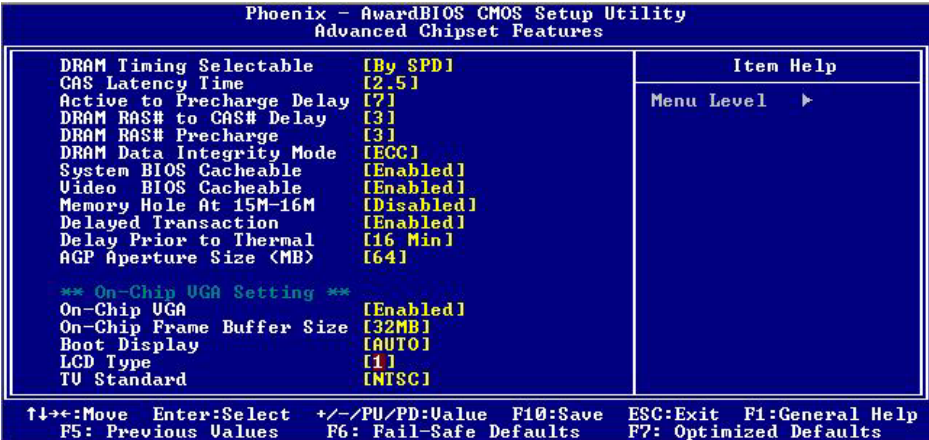 Phoenix - AwardBIOS CMOS Setup Utility
Advanced Chipset Features
DRAM Timing Selectable [By SPD]
CAS Latency Time [2.5]
Active to Precharge Delay [7]
DRAM RAS# to CAS# Delay [3]
DRAM RAS# Precharge [3]
DRAM Data Integrity Mode [ECC]
System BIOS Cacheable [Enabled]
Video BIOS Cacheable [Enabled]
Memory Hole At 15M-16M [Disabled]
Delayed Transaction [Enabled]
Delay Prior to Thermal [16 Min]
AGP Aperture Size (MB) [64]
** On-Chip VGA Setting **
On-Chip VGA [Enabled]
On-Chip Frame Buffer Size [32MB]
Boot Display [AUTO]
LCD Type [1]
TV Standard [NTSC]
Item Help
Menu Level ▶
↑↓→←:Move Enter:Select +/-/PU/PD:Value F10:Save ESC:Exit F1:General Help
F5: Previous Values F6: Fail-Safe Defaults F7: Optimized Defaults